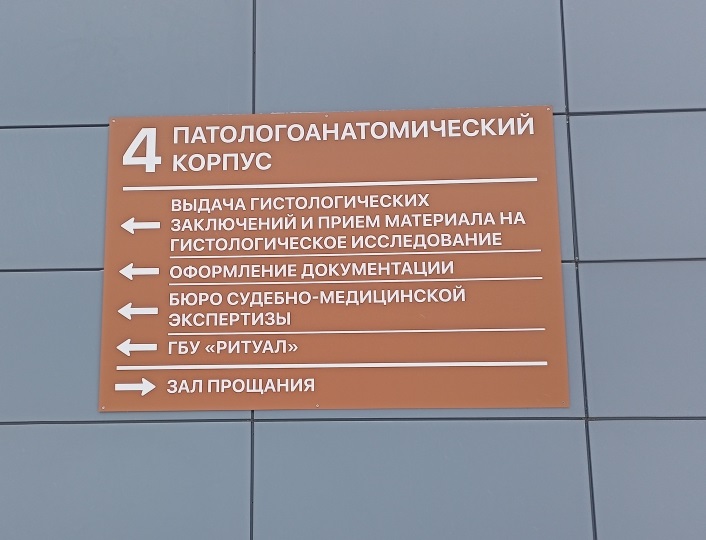 4 ПАТОЛОГОАНАТОМИЧЕСКИЙ
КОРПУС
ВЫДАЧА ГИСТОЛОГИЧЕСКИХ
ЗАКЛЮЧЕНИЙ И ПРИЕМ МАТЕРИАЛА НА
ГИСТОЛОГИЧЕСКОЕ ИССЛЕДОВАНИЕ
ОФОРМЛЕНИЕ ДОКУМЕНТАЦИИ
БЮРО СУДЕБНО-МЕДИЦИНСКОЙ
ЭКСПЕРТИЗЫ
ГБУ «РИТУАЛ»
ЗАЛ ПРОЩАНИЯ